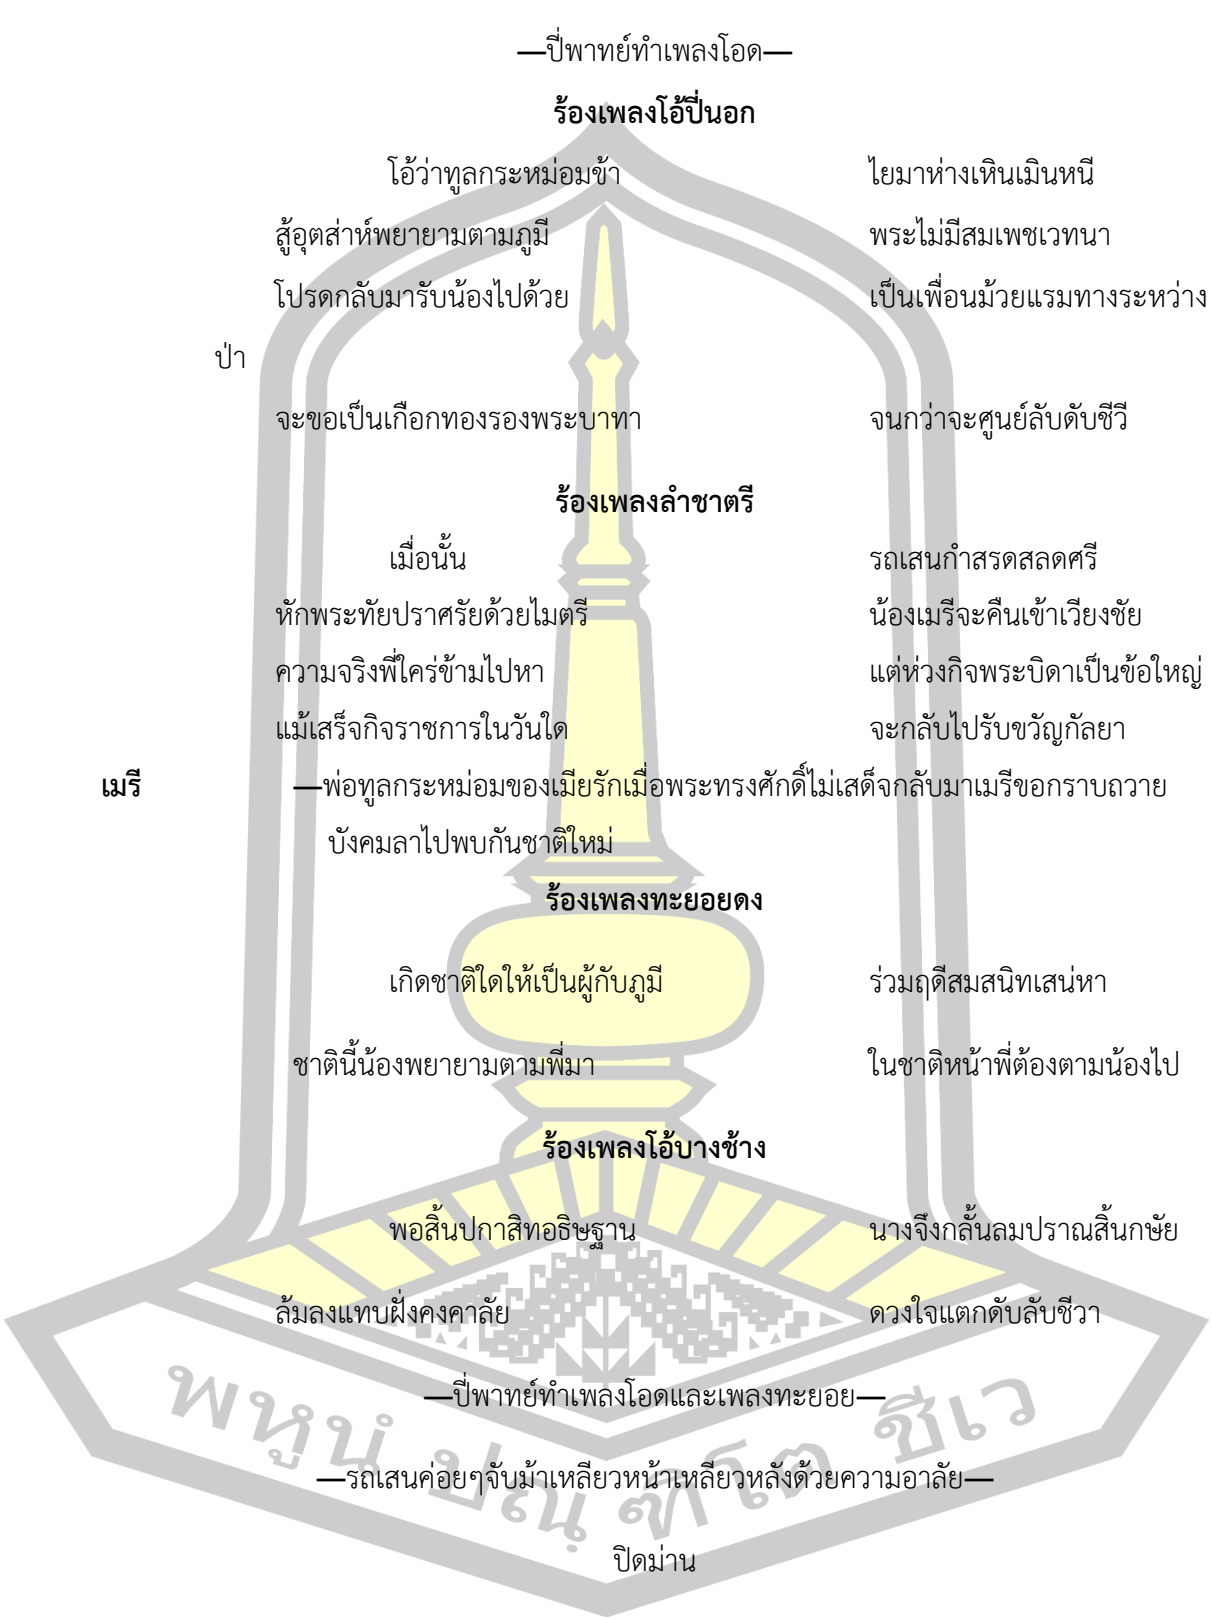 —ปี่พาทย์ทำเพลงโอด—
ร้องเพลงโอ้ปี่นอก
โอ้ว่าทูลกระหม่อมข้า ไยมาห่างเหินเมินหนี
สู้อุตส่าห์พยายามตามภูมี พระไม่มีสมเพชเวทนา
โปรดกลับมารับน้องไปด้วย เป็นเพื่อนม้วยแรมทางระหว่าง
ป่า
จะขอเป็นเกือกทองรองพระบาทา จนกว่าจะศูนย์ลับดับชีวี
ร้องเพลงลำชาตรี
เมื่อนั้น รถเสนกำสรดสลดศรี
หักพระทัยปราศรัยด้วยไมตรี น้องเมรีจะคืนเข้าเวียงชัย
ความจริงพี่ใคร่ข้ามไปหา แต่ห่วงกิจพระบิดาเป็นข้อใหญ่
แม้เสร็จกิจราชการในวันใด จะกลับไปรับขวัญกัลยา
เมรี —พ่อทูลกระหม่อมของเมียรักเมื่อพระทรงศักดิ์ไม่เสด็จกลับมาเมรีขอกราบถวาย
บังคมลาไปพบกันชาติใหม่
ร้องเพลงทะยอยดง
เกิดชาติใดให้เป็นผู้กับภูมี ร่วมฤดีสมสนิทเสน่หา
ชาตินี้น้องพยายามตามพี่มา ในชาติหน้าพี่ต้องตามน้องไป
ร้องเพลงโอ้บางช้าง
พอสิ้นปกาสิทอธิษฐาน นางจึงกลั้นลมปราณสิ้นกษัย
ล้มลงแทบฝั่งคงคาลัย ดวงใจแตกดับลับชีวา
—ปี่พาทย์ทำเพลงโอดและเพลงทะยอย—
—รถเสนค่อยๆจับม้าเหลียวหน้าเหลียวหลังด้วยความอาลัย—
ปิดม่าน
พหูนํ ปณฺฑิโต ชีเว